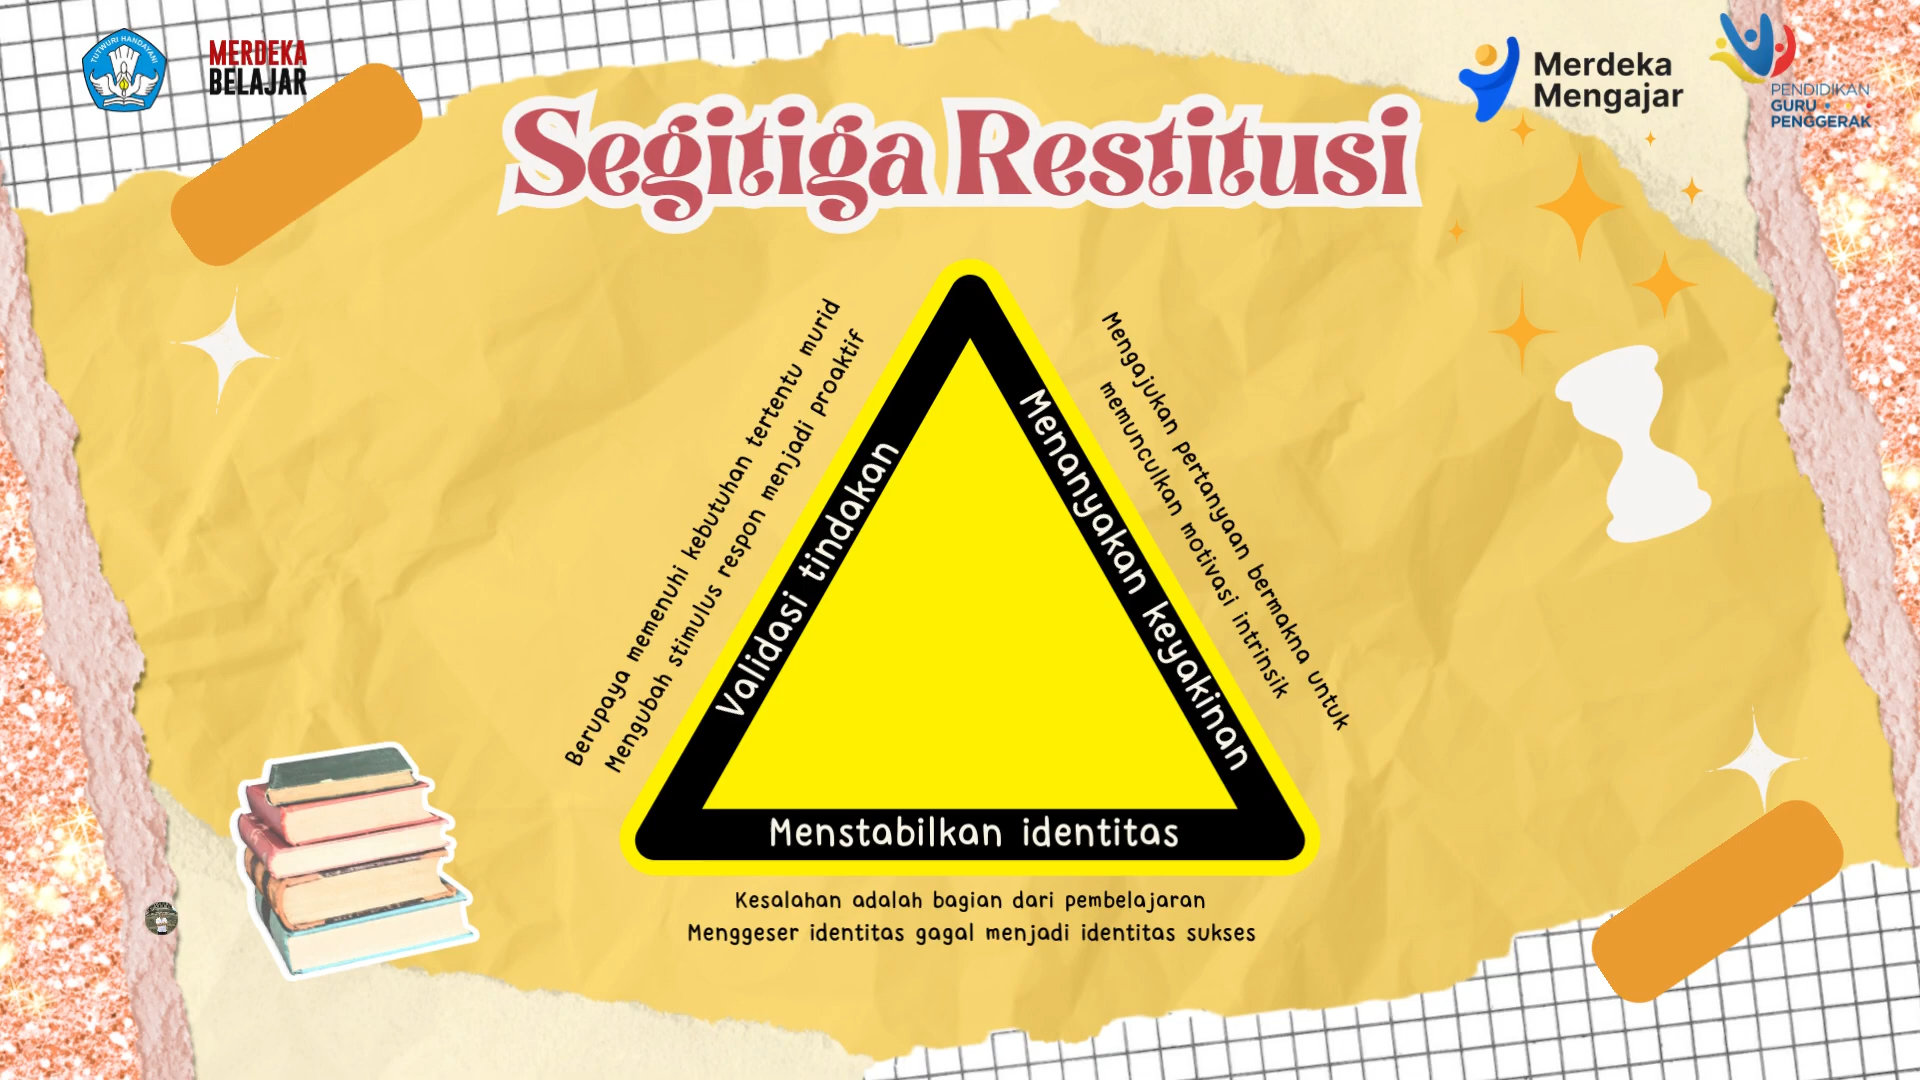 TUTWURI HANDAYANI
MERDEKA
BELAJAR
Merdeka
Mengajar
PENDIDIKAN
GURU •
PENGGERAK
Segitiga Restitusi
Berupaya memenuhi kebutuhan tertentu murid
Mengubah stimulus respon menjadi proaktif
Validasi tindakan
Menanyakan keyakinan
Mengajukan pertanyaan bermakna untuk
memunculkan motivasi intrinsik
Menstabilkan identitas
Kesalahan adalah bagian dari pembelajaran
Menggeser identitas gagal menjadi identitas sukses